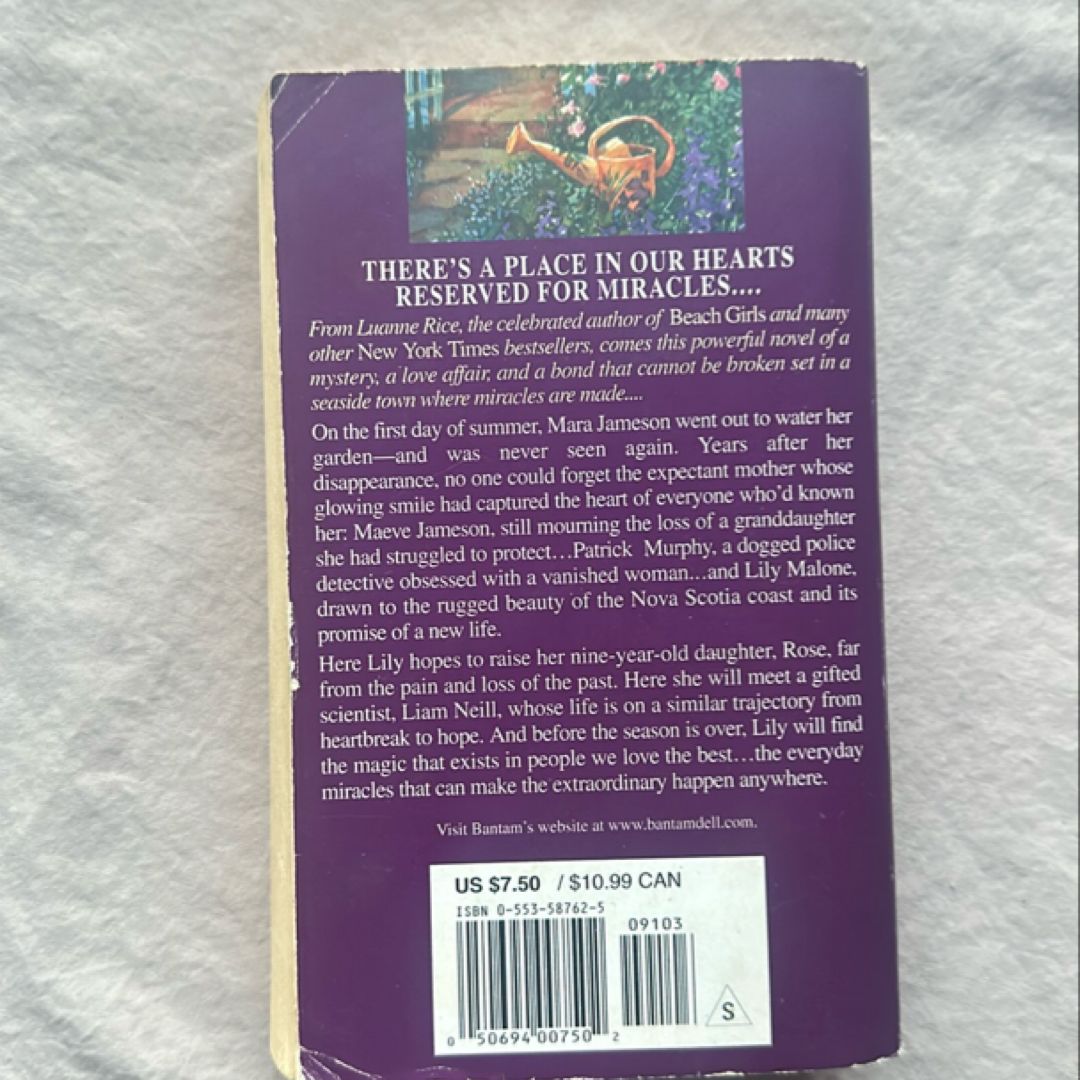 THERE'S A PLACE IN OUR HEARTS
RESERVED FOR MIRACLES....
From Luanne Rice, the celebrated author of Beach Girls and many
other New York Times bestsellers, comes this powerful novel of a
mystery, a love affair, and a bond that cannot be broken set in a
seaside town where miracles are made....
On the first day of summer, Mara Jameson went out to water her
garden—and was never seen again. Years after her
disappearance, no one could forget the expectant mother whose
glowing smile had captured the heart of everyone who'd known
her: Maeve Jameson, still mourning the loss of a granddaughter
she had struggled to protect...Patrick Murphy, a dogged police
detective obsessed with a vanished woman...and Lily Malone,
drawn to the rugged beauty of the Nova Scotia coast and its
promise of a new life.
Here Lily hopes to raise her nine-year-old daughter, Rose, far
from the pain and loss of the past. Here she will meet a gifted
scientist, Liam Neill, whose life is on a similar trajectory from
heartbreak to hope. And before the season is over, Lily will find
the magic that exists in people we love the best...the everyday
miracles that can make the extraordinary happen anywhere.
Visit Bantam's website at www.bantamdell.com.
US $7.50 / $10.99 CAN
ISBN 0-553-58762-5
09103
S
0 50694 00750 2